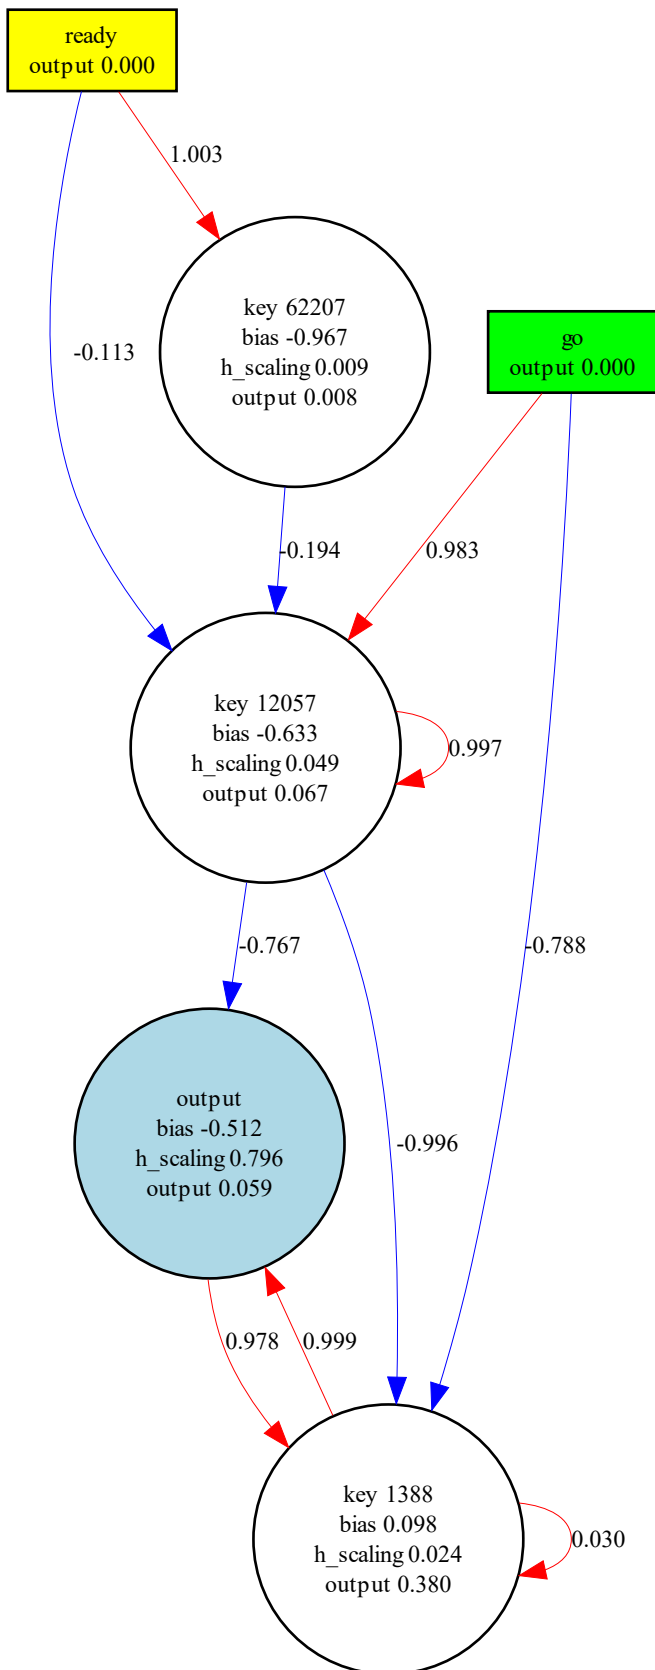 ready
output 0.000
1.003
-0.113
key 62207
bias -0.967
h_scaling 0.009
output 0.008
go
output 0.000
-0.194
0.983
key 12057
bias -0.633
h_scaling 0.049
output 0.067
0.997
-0.767
-0.788
output
bias -0.512
h_scaling 0.796
output 0.059
-0.996
0.978
0.999
key 1388
bias 0.098
h_scaling 0.024
output 0.380
0.030